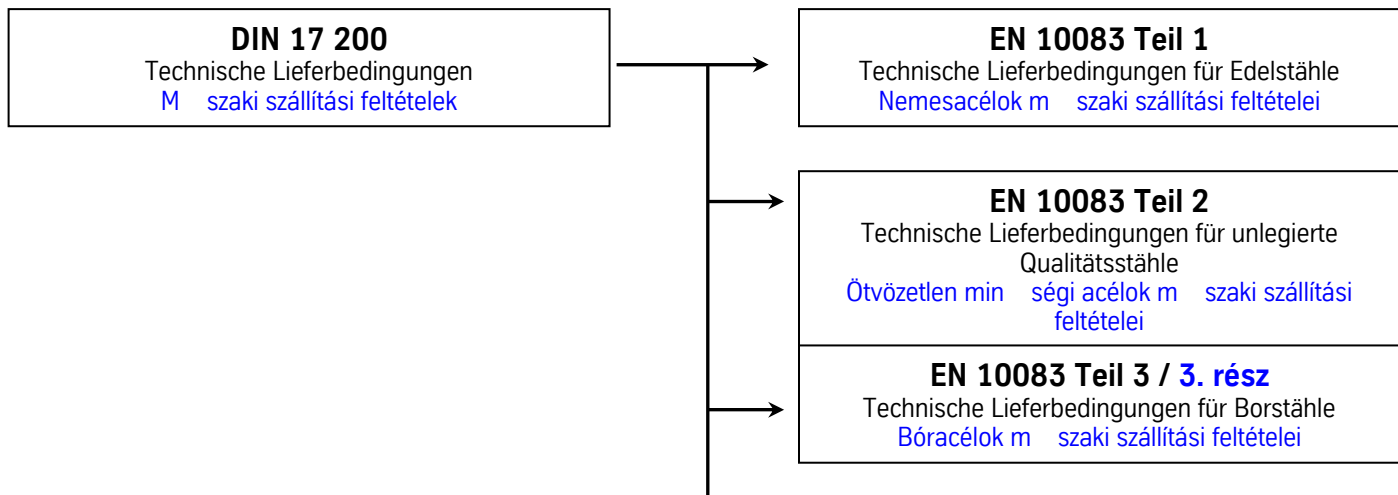 DIN 17 200
Technische Lieferbedingungen
M szaki szállítási feltételek
EN 10083 Teil 1
Technische Lieferbedingungen für Edelstähle
Nemesacélok m szaki szállítási feltételei
EN 10083 Teil 2
Technische Lieferbedingungen für unlegierte
Qualitätsstähle
Ötvözetlen min ségi acélok m szaki szállítási
feltételei
EN 10083 Teil 3 / 3. rész
Technische Lieferbedingungen für Borstähle
Bóracélok m szaki szállítási feltételei